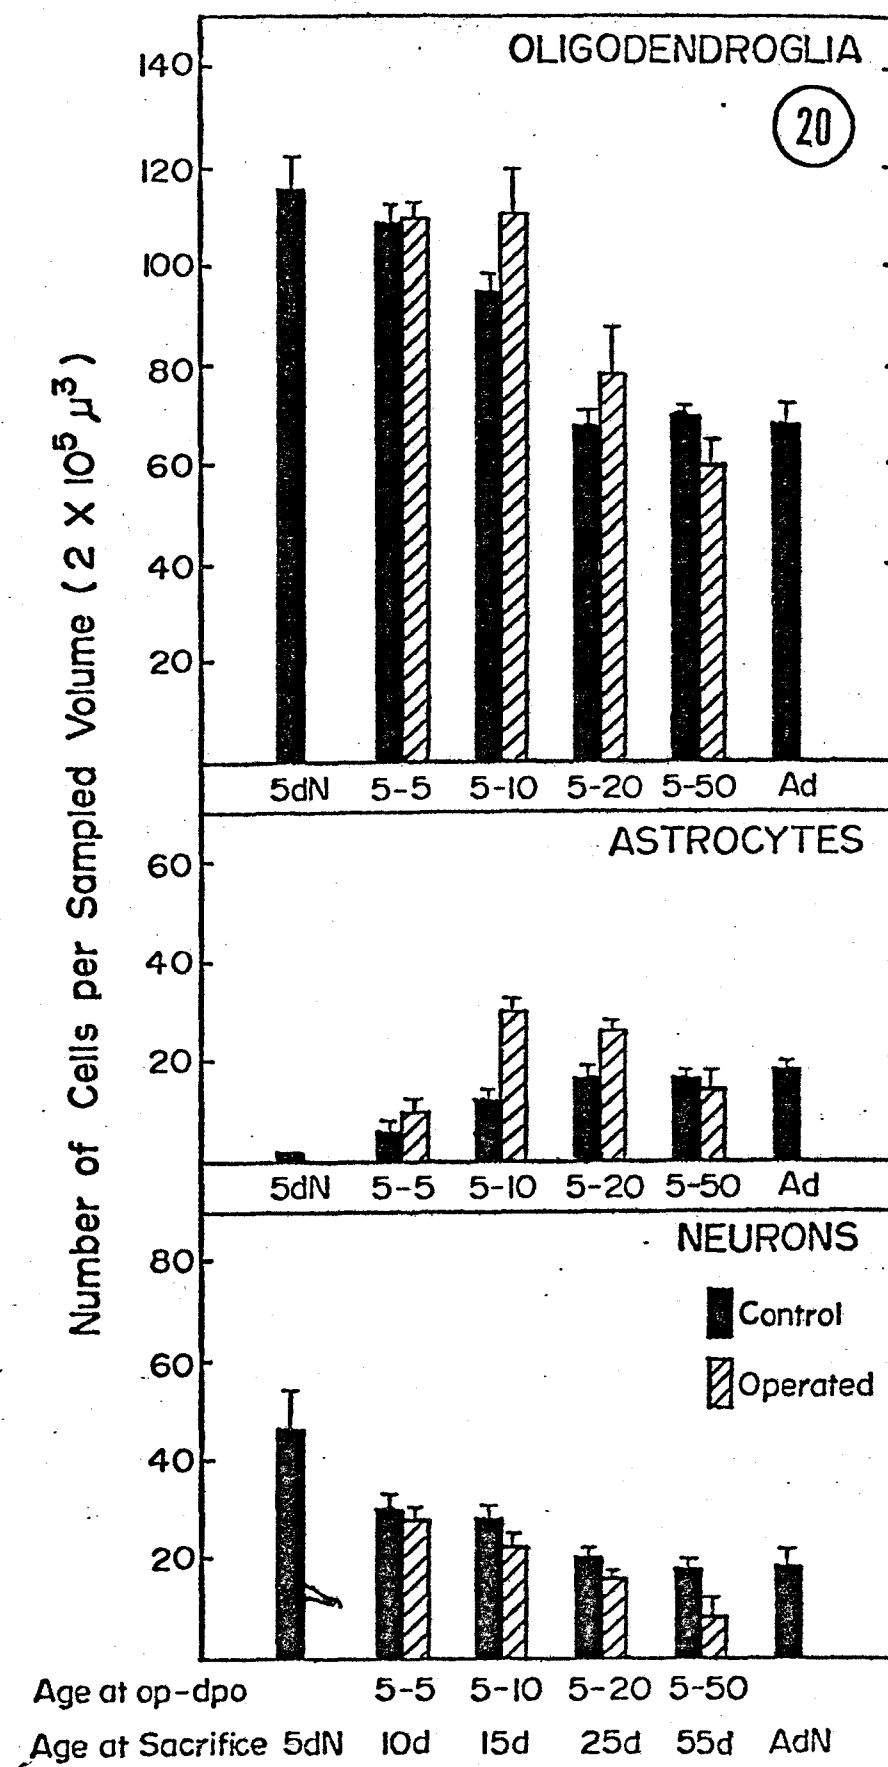 OLIGODENDROGLIA
20
140
120
100
80
60
40
20
5dN 5-5 5-10 5-20 5-50 Ad
ASTROCYTES
60
40
20
5dN 5-5 5-10 5-20 5-50 Ad
NEURONS
Control
Operated
80
60
40
20
Number of Cells per Sampled Volume (2 X 10⁵ μ³)
Age at op-dpo 5-5 5-10 5-20 5-50
Age at Sacrifice 5dN 10d 15d 25d 55d AdN